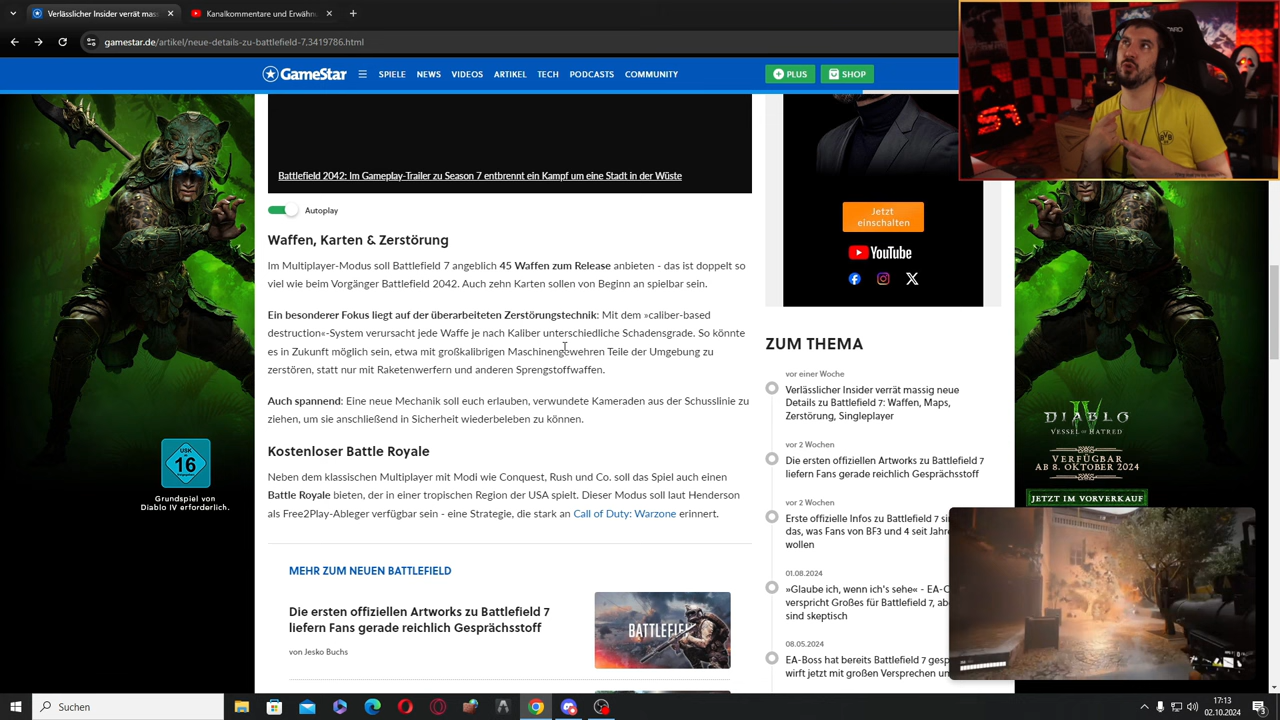 Verlässlicher Insider verrät mass
Kanalkommentare und Erwähnu
gamestar.de/artikel/neue-details-zu-battlefield-7,3419786.html
GameStar
SPIELE
NEWS
VIDEOS
ARTIKEL
TECH
PODCASTS
COMMUNITY
PLUS
SHOP
Battlefield 2042: Im Gameplay-Trailer zu Season 7 entbrennt ein Kampf um eine Stadt in der Wüste
Autoplay
Waffen, Karten & Zerstörung
Im Multiplayer-Modus soll Battlefield 7 angeblich 45 Waffen zum Release anbieten - das ist doppelt so
viel wie beim Vorgänger Battlefield 2042. Auch zehn Karten sollen von Beginn an spielbar sein.
Ein besonderer Fokus liegt auf der überarbeiteten Zerstörungstechnik: Mit dem »caliber-based
destruction«-System verursacht jede Waffe je nach Kaliber unterschiedliche Schadensgrade. So könnte
es in Zukunft möglich sein, etwa mit großkalibrigen Maschinengewehren Teile der Umgebung zu
zerstören, statt nur mit Raketenwerfern und anderen Sprengstoffwaffen.
Auch spannend: Eine neue Mechanik soll euch erlauben, verwundete Kameraden aus der Schusslinie zu
ziehen, um sie anschließend in Sicherheit wiederbeleben zu können.
Kostenloser Battle Royale
Neben dem klassischen Multiplayer mit Modi wie Conquest, Rush und Co. soll das Spiel auch einen
Battle Royale bieten, der in einer tropischen Region der USA spielt. Dieser Modus soll laut Henderson
als Free2Play-Ableger verfügbar sein - eine Strategie, die stark an Call of Duty: Warzone erinnert.
MEHR ZUM NEUEN BATTLEFIELD
Die ersten offiziellen Artworks zu Battlefield 7
liefern Fans gerade reichlich Gesprächsstoff
von Jesko Buchs
BATTLEFIEL
Jetzt
einschalten
YouTube
ZUM THEMA
vor einer Woche
Verlässlicher Insider verrät massig neue
Details zu Battlefield 7: Waffen, Maps,
Zerstörung, Singleplayer
vor 2 Wochen
Die ersten offiziellen Artworks zu Battlefield 7
liefern Fans gerade reichlich Gesprächsstoff
vor 2 Wochen
Erste offizielle Infos zu Battlefield 7 si
das, was Fans von BF3 und 4 seit Jahre
wollen
01.08.2024
»Glaube ich, wenn ich's sehe« - EA-C
verspricht Großes für Battlefield 7, ab
sind skeptisch
08.05.2024
EA-Boss hat bereits Battlefield 7 gesp
wirft jetzt mit großen Versprechen un
USK
16
Grundspiel von
Diablo IV erforderlich.
DIABLO
IV
VESSEL OF HATRED
VERFÜGBAR
AB 8. OKTOBER 2024
JETZT IM VORVERKAUF
BVB
09
Suchen
17:13
02.10.2024
3